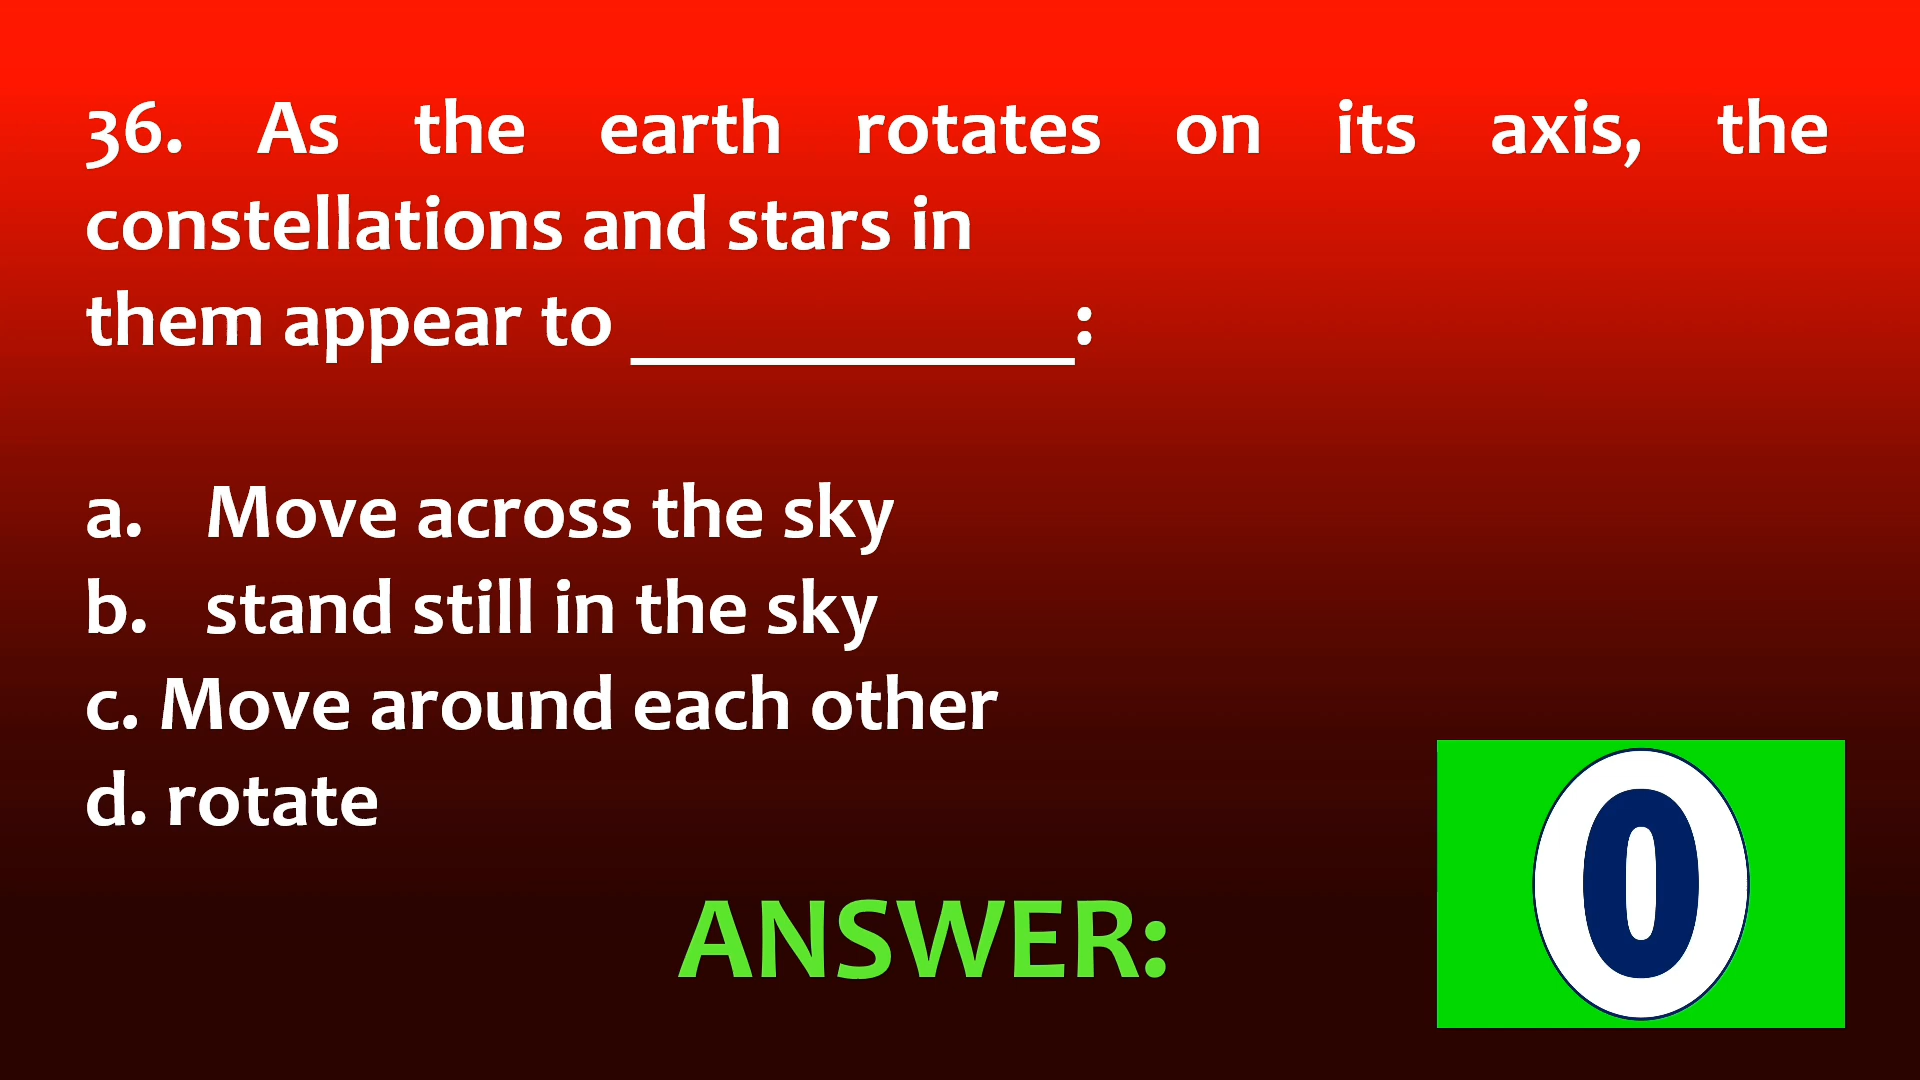 36. As the earth rotates on its axis, the
constellations and stars in
them appear to ____________:
a. Move across the sky
b. stand still in the sky
c. Move around each other
d. rotate
ANSWER:
0